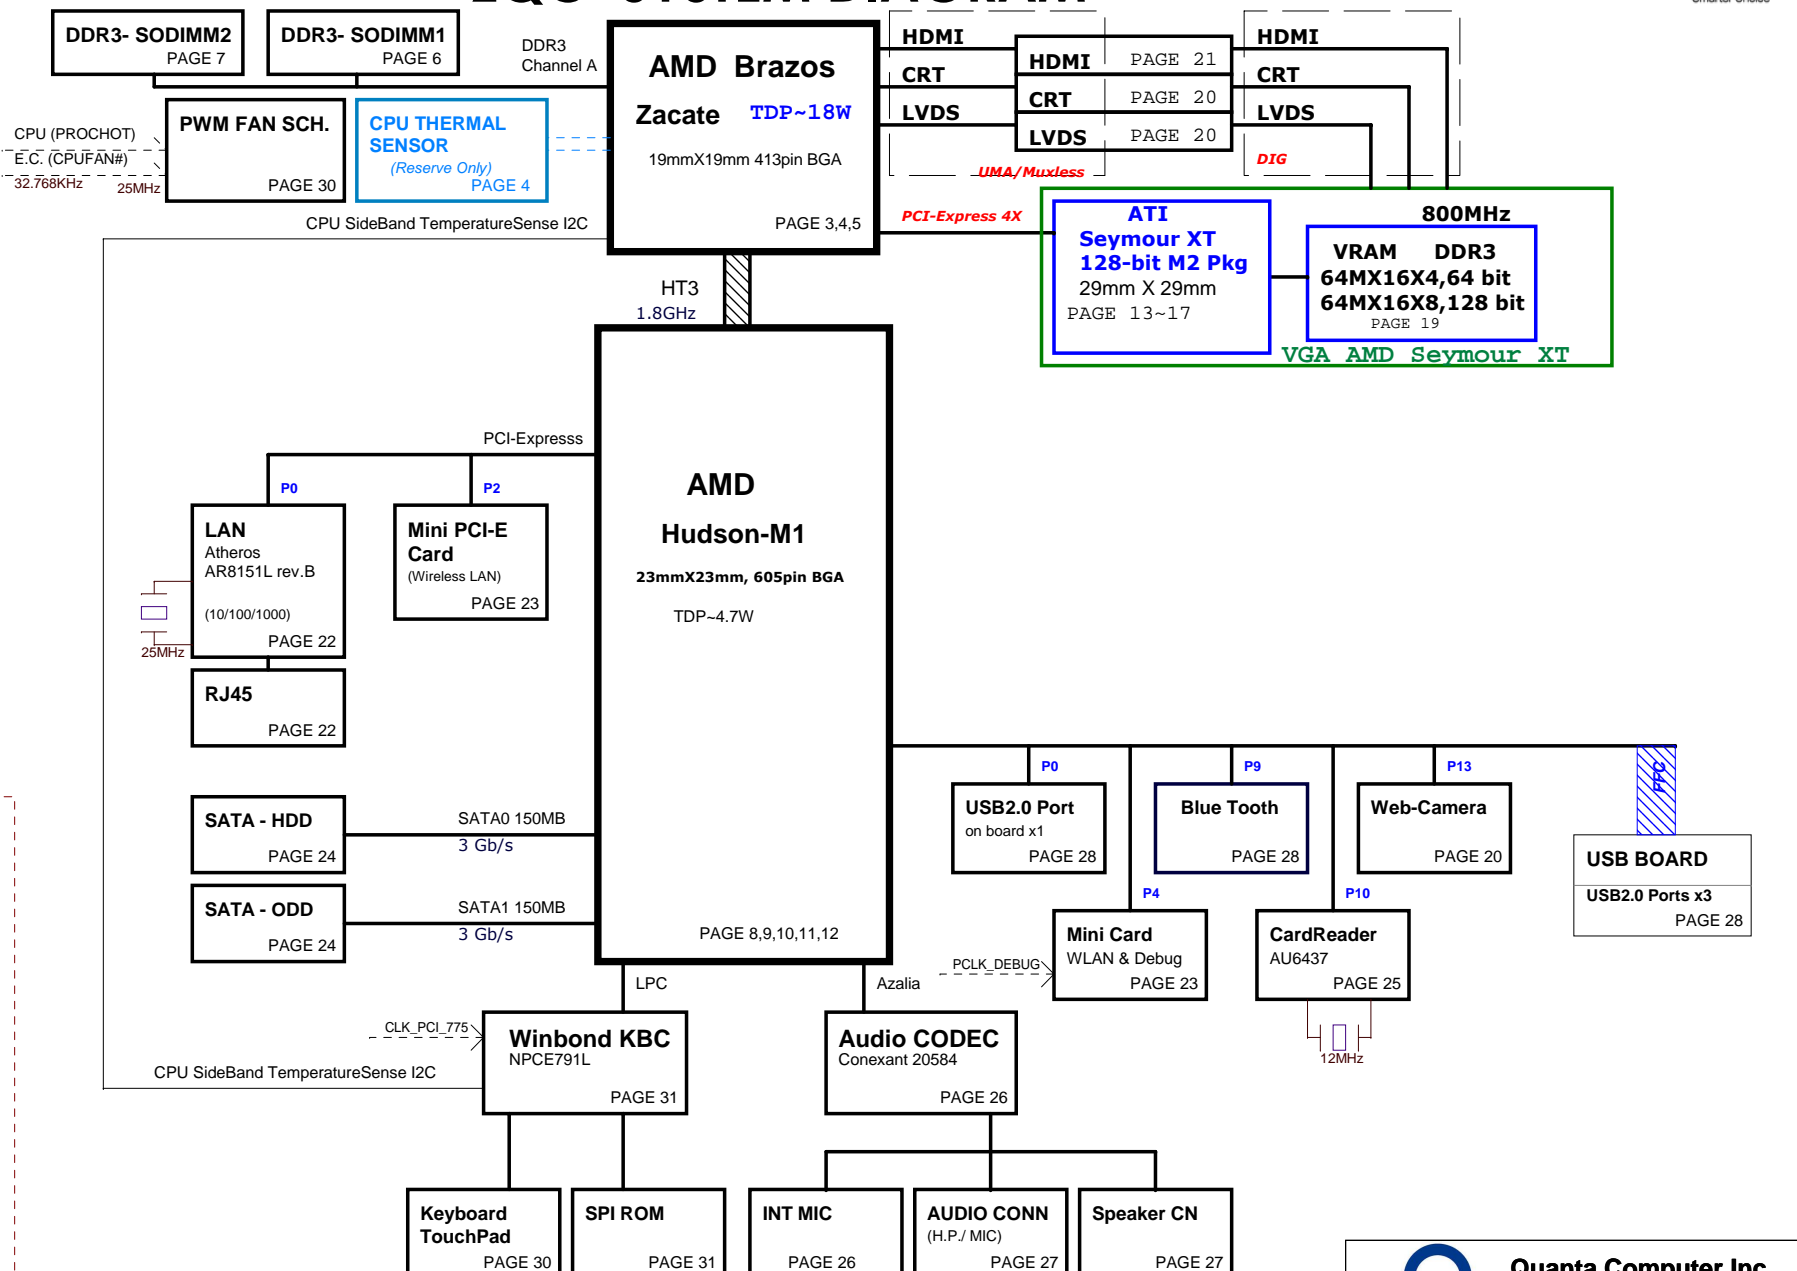 DDR3- SODIMM2
PAGE 7
DDR3- SODIMM1
PAGE 6
DDR3
Channel A
AMD Brazos
Zacate TDP~18W
19mmX19mm 413pin BGA
PAGE 3,4,5
HDMI
CRT
LVDS
HDMI PAGE 21
CRT PAGE 20
LVDS PAGE 20
HDMI
CRT
LVDS
UMA/Muxless
DIG
CPU (PROCHOT)
E.C. (CPUFAN#)
32.768KHz
25MHz
PWM FAN SCH.
PAGE 30
CPU THERMAL
SENSOR
(Reserve Only)
PAGE 4
CPU SideBand TemperatureSense I2C
PCI-Express 4X
ATI
Seymour XT
128-bit M2 Pkg
29mm X 29mm
PAGE 13~17
800MHz
VRAM DDR3
64MX16X4,64 bit
64MX16X8,128 bit
PAGE 19
VGA AMD Seymour XT
HT3
1.8GHz
PCI-Expresss
P0
P2
LAN
Atheros
AR8151L rev.B
(10/100/1000)
PAGE 22
25MHz
Mini PCI-E
Card
(Wireless LAN)
PAGE 23
RJ45
PAGE 22
AMD
Hudson-M1
23mmX23mm, 605pin BGA
TDP~4.7W
PAGE 8,9,10,11,12
SATA - HDD
PAGE 24
SATA0 150MB
3 Gb/s
SATA - ODD
PAGE 24
SATA1 150MB
3 Gb/s
P0
P9
P13
FFC
USB2.0 Port
on board x1
PAGE 28
Blue Tooth
PAGE 28
Web-Camera
PAGE 20
USB BOARD
USB2.0 Ports x3
PAGE 28
P4
P10
PCLK_DEBUG
Mini Card
WLAN & Debug
PAGE 23
CardReader
AU6437
PAGE 25
12MHz
LPC
Azalia
CLK_PCI_775
Winbond KBC
NPCE791L
PAGE 31
CPU SideBand TemperatureSense I2C
Audio CODEC
Conexant 20584
PAGE 26
Keyboard
TouchPad
PAGE 30
SPI ROM
PAGE 31
INT MIC
PAGE 26
AUDIO CONN
(H.P./ MIC)
PAGE 27
Speaker CN
PAGE 27
Quanta Computer Inc